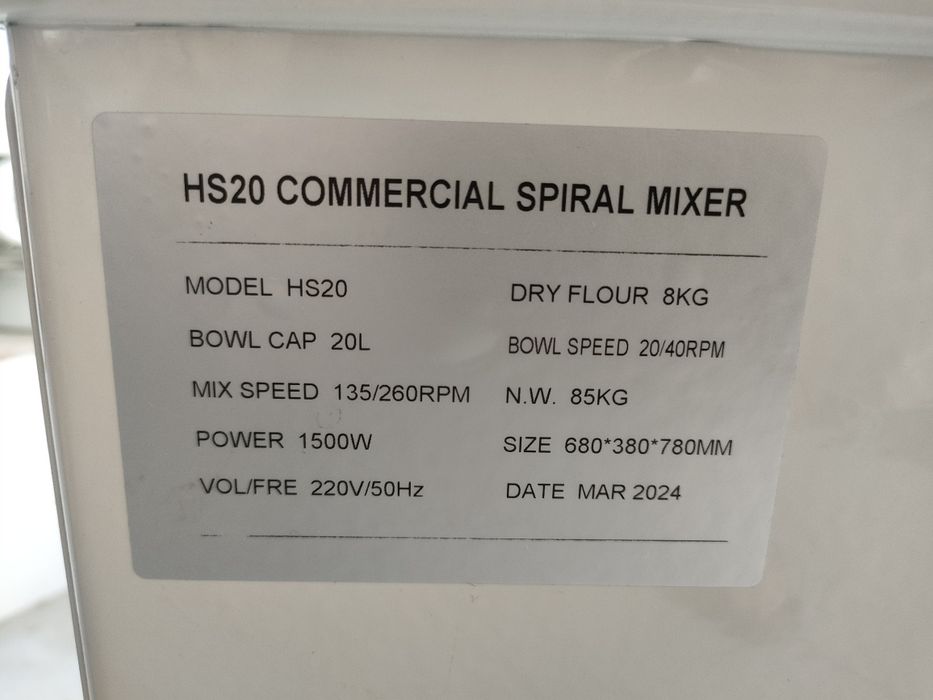 HS20 COMMERCIAL SPIRAL MIXER
MODEL HS20
DRY FLOUR 8KG
BOWL CAP 20L
BOWL SPEED 20/40RPM
MIX SPEED 135/260RPM
N.W. 85KG
POWER 1500W
SIZE 680*380*780MM
VOL/FRE 220V/50Hz
DATE MAR 2024